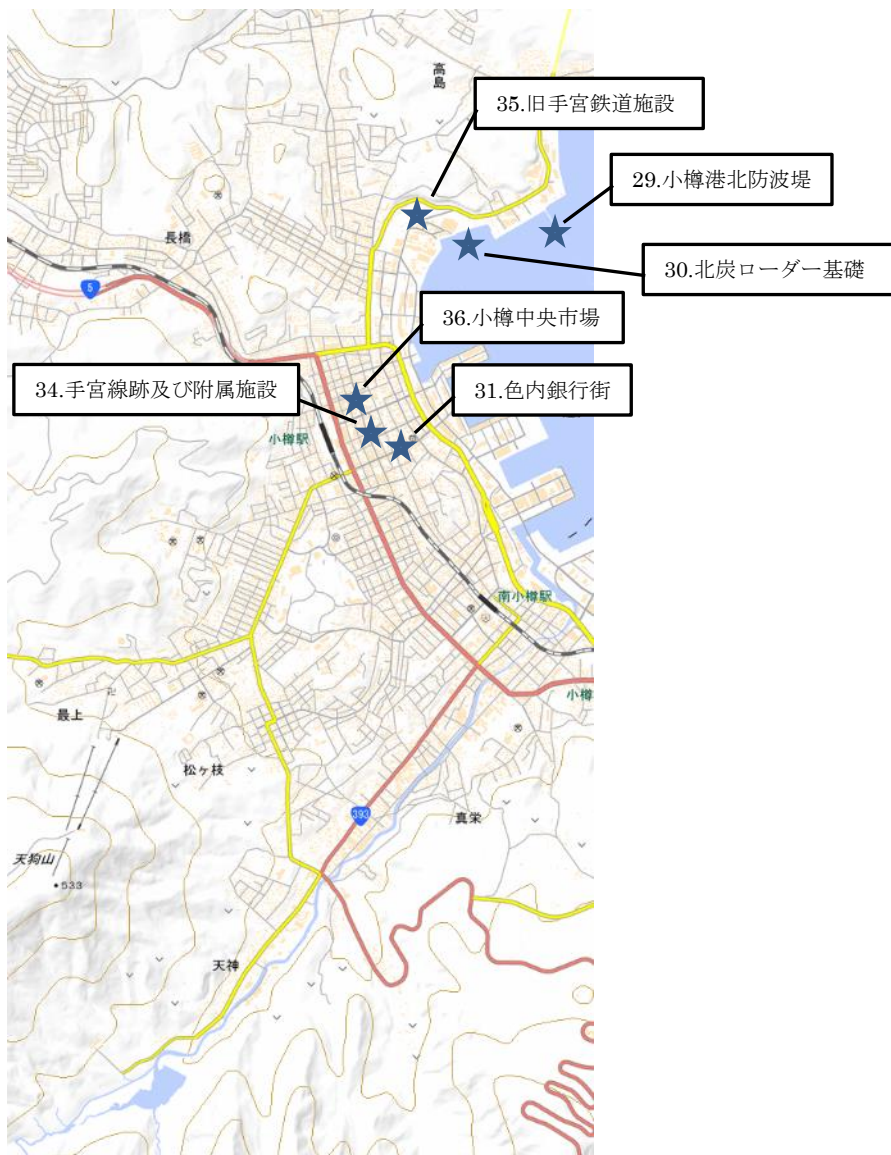 高島
35.旧手宮鉄道施設
29.小樽港北防波堤
長橋
30.北炭ローダー基礎
5
36.小樽中央市場
34.手宮線跡及び附属施設
31.色内銀行街
小樽駅
南小樽駅
小樽
最上
松ヶ枝
393
真栄
天狗山
533
天神